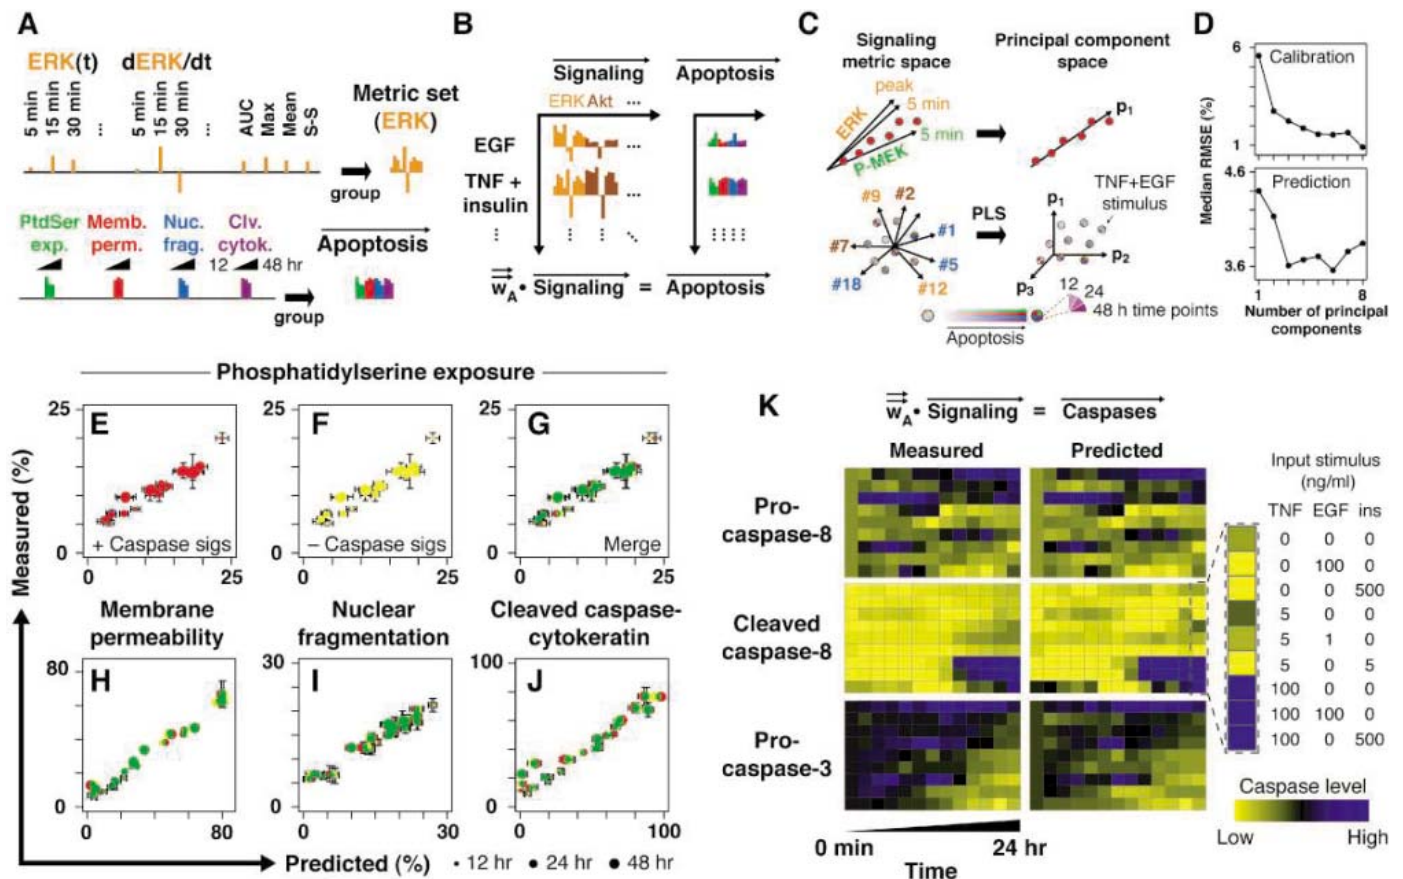 A
ERK(t) dERK/dt
5 min
15 min
30 min
...
5 min
15 min
30 min
...
AUC
Max
Mean
S-S
Metric set
(ERK)
group
PtdSer Memb. Nuc. Clv.
exp. perm. frag. cytok.
12 48 hr
Apoptosis
group
B
Signaling Apoptosis
ERK Akt ...
EGF
TNF +
insulin
...
w_A • Signaling = Apoptosis
C
Signaling
metric space
Principal component
space
peak
5 min
ERK
5 min
P-MEK
p1
#9 #2
#1
#7
#5
#18 #12
PLS
TNF+EGF
stimulus
p1
p2
p3
12
24
48 h time points
Apoptosis
D
Median RMSE (%)
6
Calibration
1
4.6
Prediction
3.6
1 8
Number of principal
components
Phosphatidylserine exposure
Measured (%)
25
E
+ Caspase sigs
0
0 25
25
F
– Caspase sigs
0
0 25
25
G
Merge
0
0 25
Membrane
permeability
80
H
0
0 80
Nuclear
fragmentation
30
I
0
0 30
Cleaved caspase-
cytokeratin
100
J
0
0 100
Predicted (%) • 12 hr • 24 hr • 48 hr
K
w_A • Signaling = Caspases
Measured Predicted
Pro-
caspase-8
Cleaved
caspase-8
Pro-
caspase-3
0 min 24 hr
Time
Input stimulus
(ng/ml)
TNF EGF ins
0 0 0
0 100 0
0 0 500
5 0 0
5 1 0
5 0 5
100 0 0
100 100 0
100 0 500
Caspase level
Low High